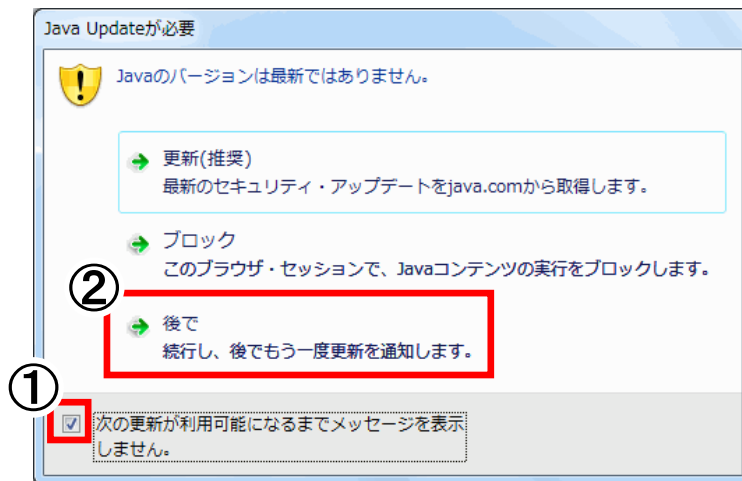 Java Updateが必要
Javaのバージョンは最新ではありません。
更新(推奨)
最新のセキュリティ・アップデートをjava.comから取得します。
ブロック
このブラウザ・セッションで、Javaコンテンツの実行をブロックします。
②
後で
続行し、後でもう一度更新を通知します。
①
次の更新が利用可能になるまでメッセージを表示
しません。